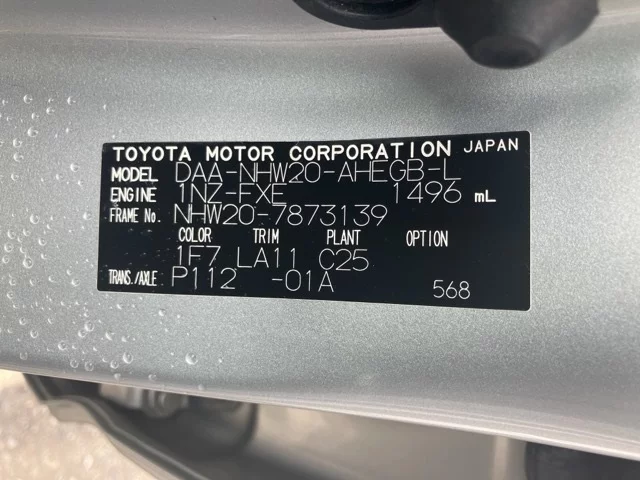 TOYOTA MOTOR CORPORATION JAPAN
MODEL DAA-NHW20-AHEGB-L
ENGINE 1NZ-FXE 1496 mL
FRAME No. NHW20-7873139
COLOR TRIM PLANT OPTION
1F7 LA11 C25
TRANS./AXLE P112 -01A 568